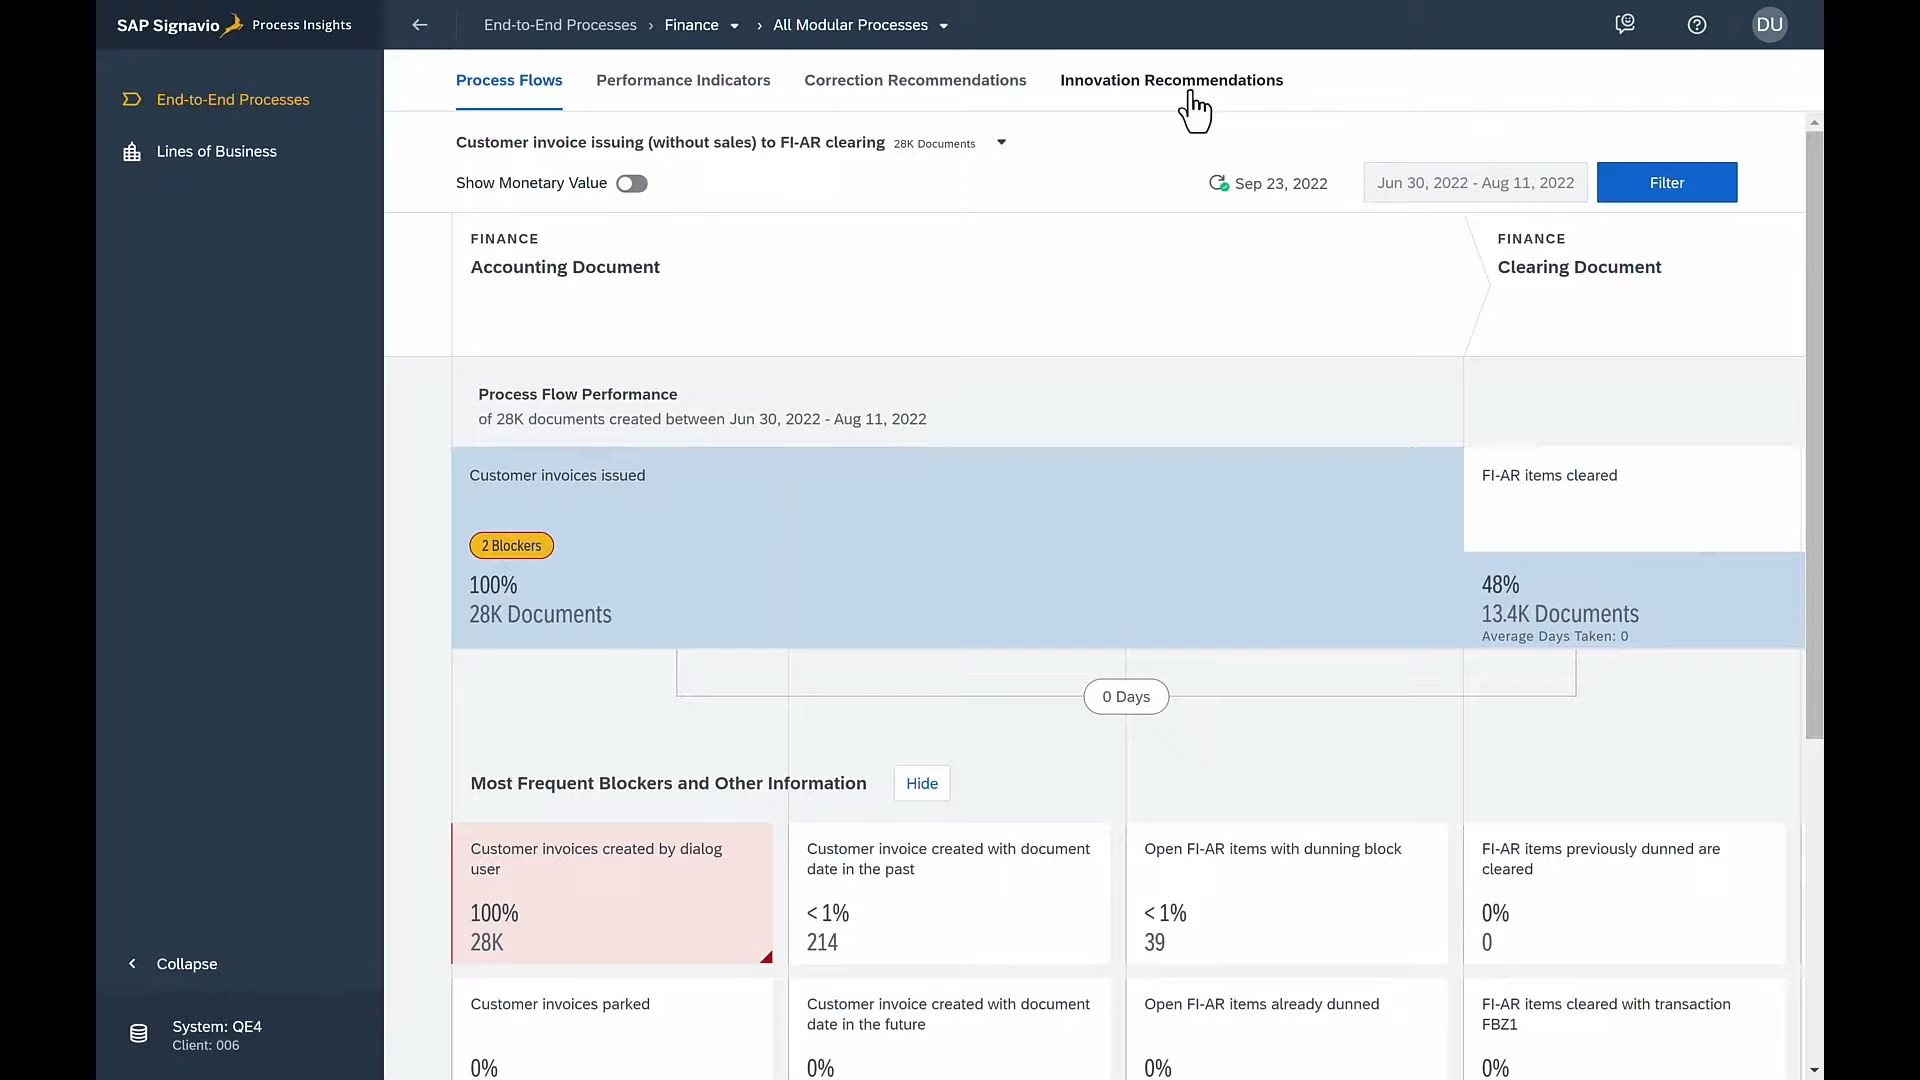 SAP Signavio Process Insights
End-to-End Processes › Finance › All Modular Processes
DU
End-to-End Processes
Lines of Business
Collapse
System: QE4
Client: 006
Process Flows Performance Indicators Correction Recommendations Innovation Recommendations
Customer invoice issuing (without sales) to FI-AR clearing 28K Documents
Show Monetary Value
Sep 23, 2022
Jun 30, 2022 - Aug 11, 2022
Filter
FINANCE
Accounting Document
FINANCE
Clearing Document
Process Flow Performance
of 28K documents created between Jun 30, 2022 - Aug 11, 2022
Customer invoices issued
2 Blockers
100%
28K Documents
FI-AR items cleared
48%
13.4K Documents
Average Days Taken: 0
0 Days
Most Frequent Blockers and Other Information
Hide
Customer invoices created by dialog
user
100%
28K
Customer invoice created with document
date in the past
< 1%
214
Open FI-AR items with dunning block
< 1%
39
FI-AR items previously dunned are
cleared
0%
0
Customer invoices parked
0%
Customer invoice created with document
date in the future
0%
Open FI-AR items already dunned
0%
FI-AR items cleared with transaction
FBZ1
0%